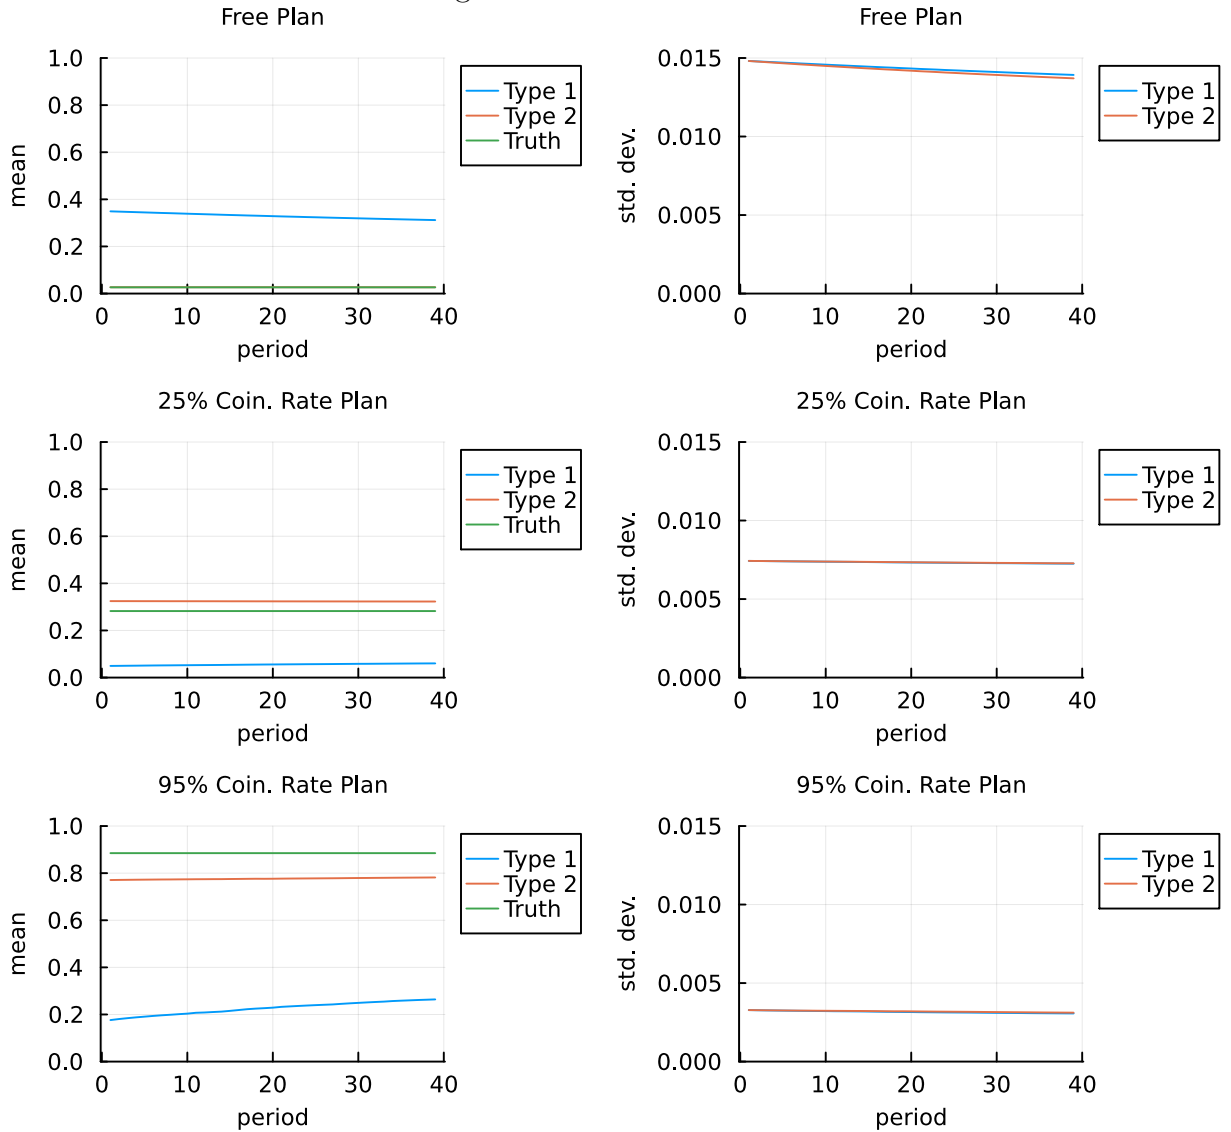 Free Plan
1.0
0.8
0.6
0.4
0.2
0.0
mean
0 10 20 30 40
period
Type 1
Type 2
Truth
Free Plan
0.015
0.010
0.005
0.000
std. dev.
0 10 20 30 40
period
Type 1
Type 2
25% Coin. Rate Plan
1.0
0.8
0.6
0.4
0.2
0.0
mean
0 10 20 30 40
period
Type 1
Type 2
Truth
25% Coin. Rate Plan
0.015
0.010
0.005
0.000
std. dev.
0 10 20 30 40
period
Type 1
Type 2
95% Coin. Rate Plan
1.0
0.8
0.6
0.4
0.2
0.0
mean
0 10 20 30 40
period
Type 1
Type 2
Truth
95% Coin. Rate Plan
0.015
0.010
0.005
0.000
std. dev.
0 10 20 30 40
period
Type 1
Type 2